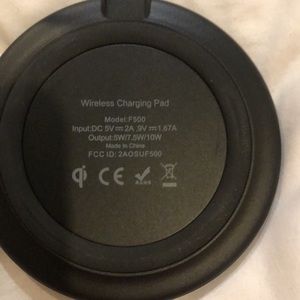 Wireless Charging Pad
Model:F500
Input:DC 5V⎓2A ,9V⎓1.67A
Output:5W/7.5W/10W
Made In China
FCC ID: 2AOSUF500